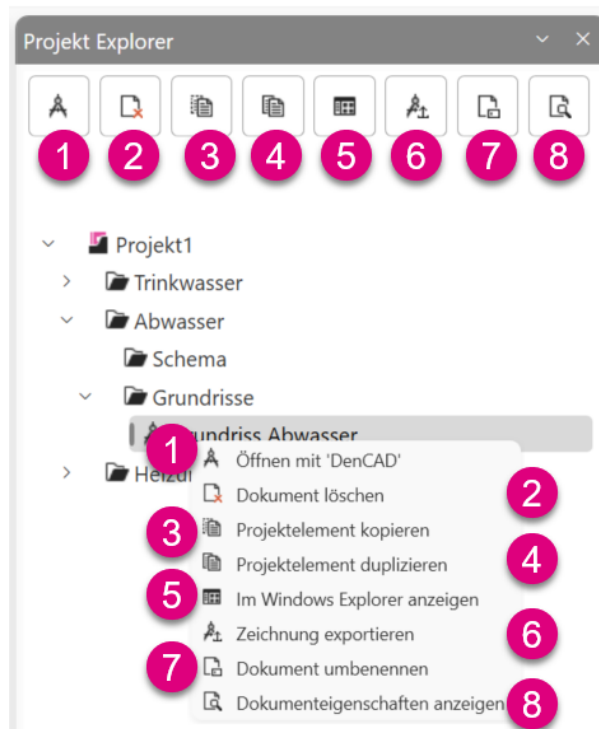 Projekt Explorer
1 2 3 4 5 6 7 8
Projekt1
Trinkwasser
Abwasser
Schema
Grundrisse
Grundriss Abwasser
1 Öffnen mit 'DenCAD'
Dokument löschen 2
3 Projektelement kopieren
Projektelement duplizieren 4
5 Im Windows Explorer anzeigen
Zeichnung exportieren 6
7 Dokument umbenennen
Dokumenteigenschaften anzeigen 8